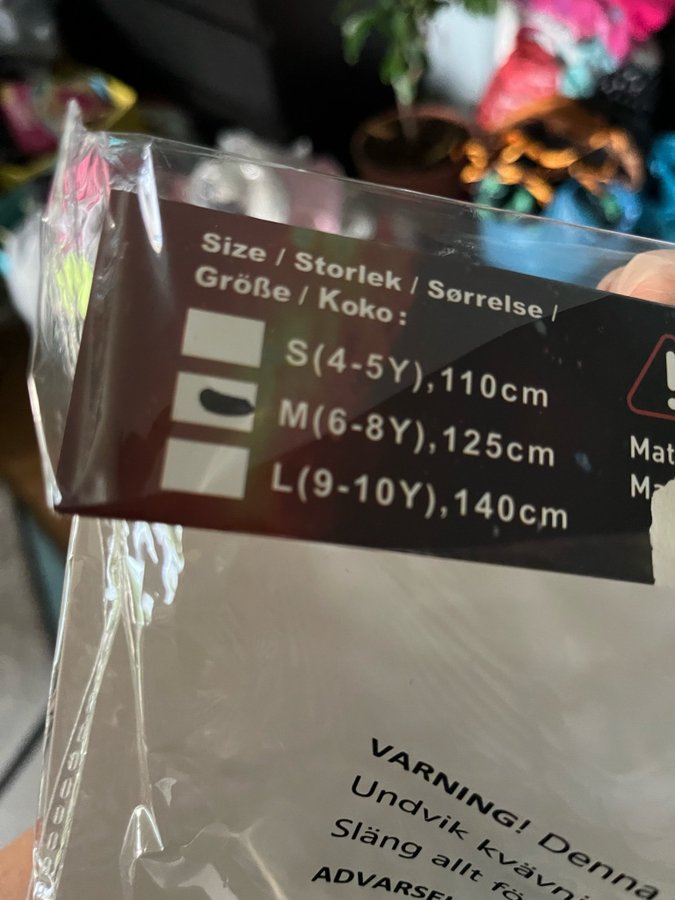 Size / Storlek / Sørrelse /
Größe / Koko :
S(4-5Y),110cm
M(6-8Y),125cm
L(9-10Y),140cm
VARNING! Denna
Undvik
Släng allt